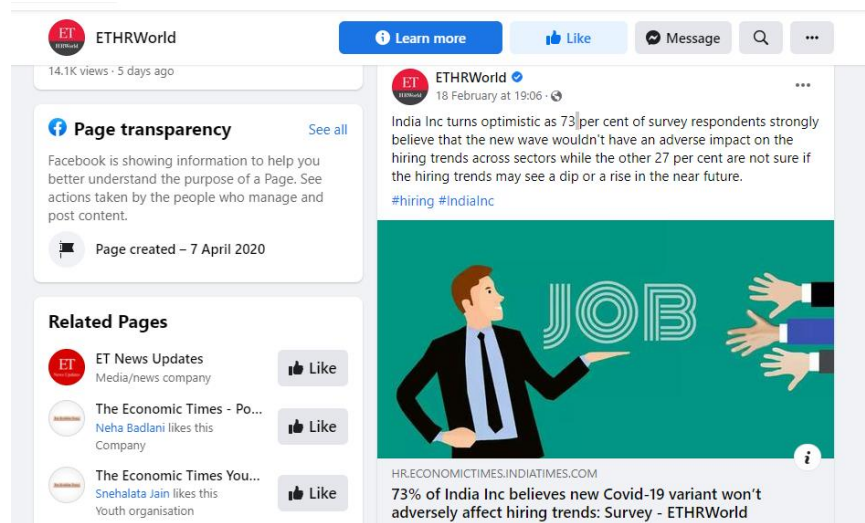 ET
HRWorld
ETHRWorld
Learn more
Like
Message
14.1K views · 5 days ago
Page transparency
See all
Facebook is showing information to help you
better understand the purpose of a Page. See
actions taken by the people who manage and
post content.
Page created – 7 April 2020
Related Pages
ET
ET News Updates
Media/news company
Like
The Economic Times - Po...
Neha Badlani likes this
Company
Like
The Economic Times You...
Snehalata Jain likes this
Youth organisation
Like
ET
HRWorld
ETHRWorld
18 February at 19:06 ·
India Inc turns optimistic as 73 per cent of survey respondents strongly
believe that the new wave wouldn't have an adverse impact on the
hiring trends across sectors while the other 27 per cent are not sure if
the hiring trends may see a dip or a rise in the near future.
#hiring #IndiaInc
JOB
HR.ECONOMICTIMES.INDIATIMES.COM
73% of India Inc believes new Covid-19 variant won't
adversely affect hiring trends: Survey - ETHRWorld